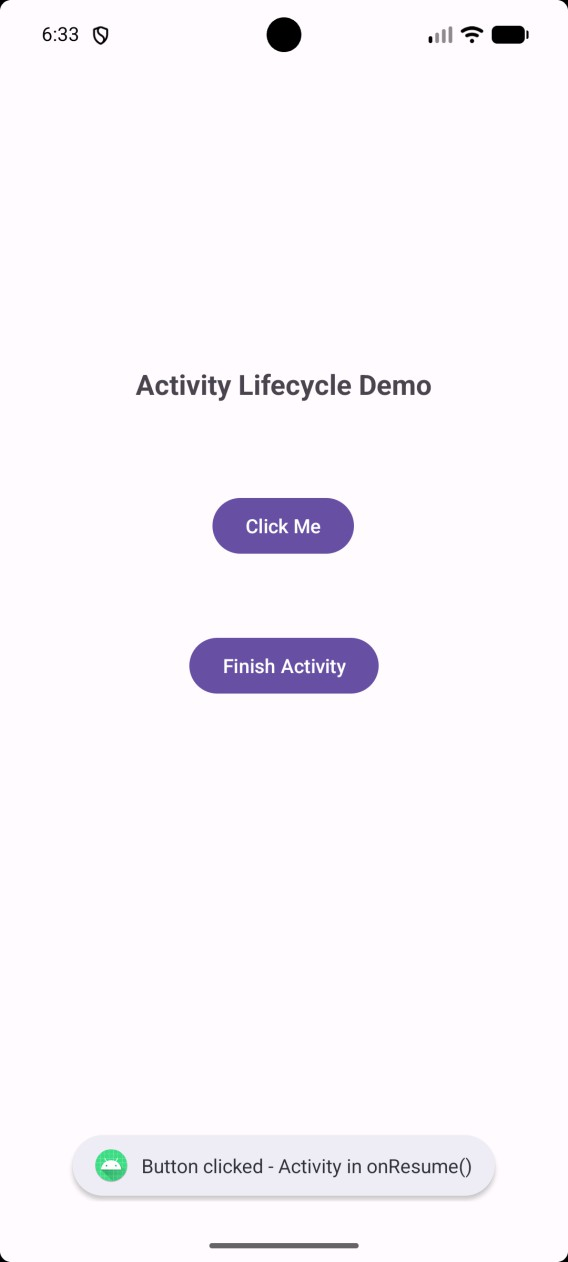 6:33
Activity Lifecycle Demo
Click Me
Finish Activity
Button clicked - Activity in onResume()